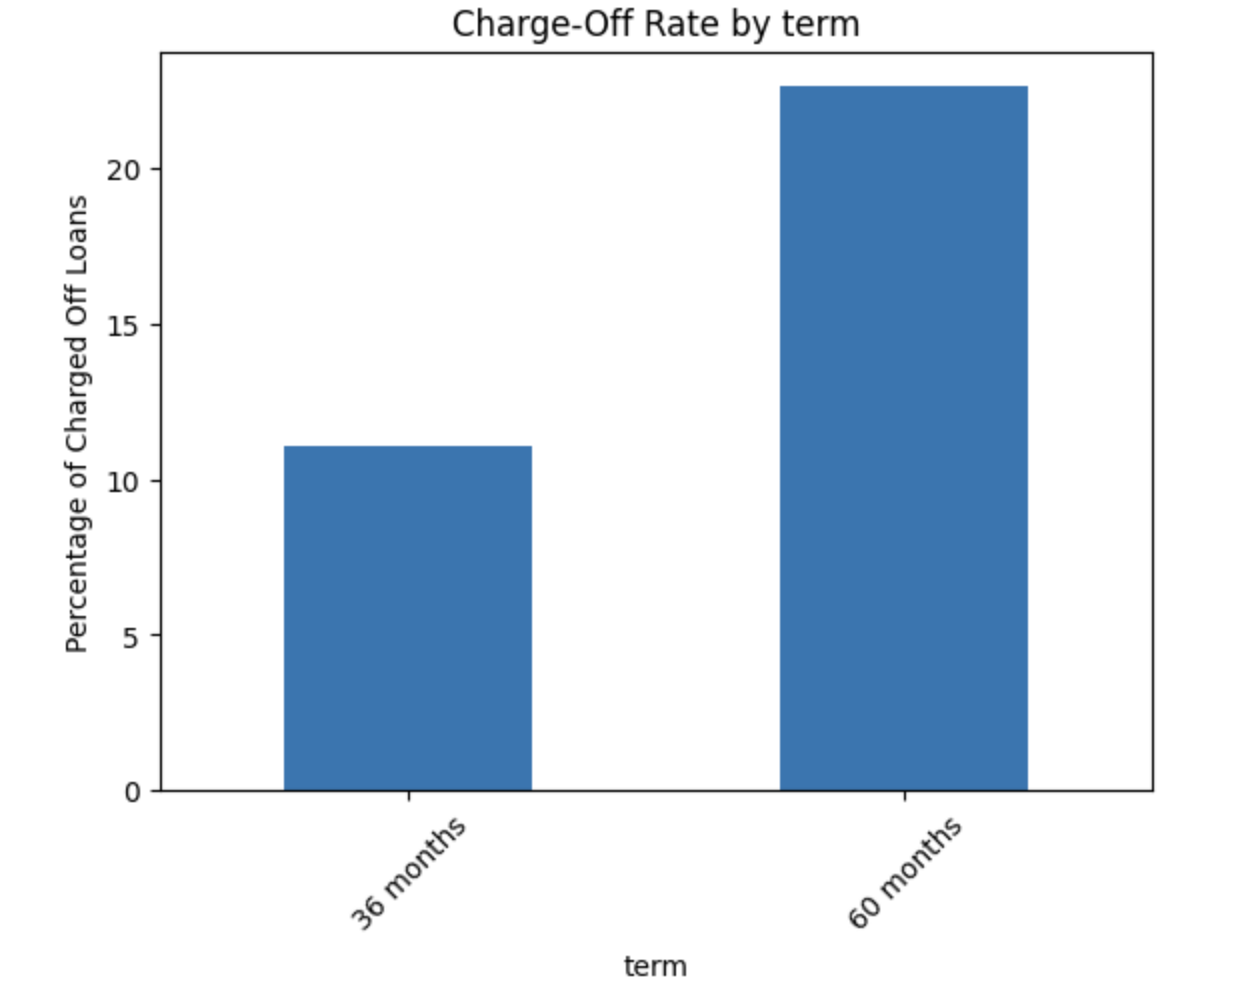 Charge-Off Rate by term
Percentage of Charged Off Loans
20
15
10
5
0
36 months
60 months
term